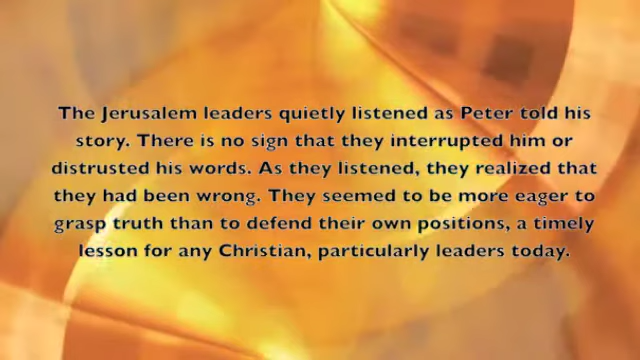 The Jerusalem leaders quietly listened as Peter told his
story. There is no sign that they interrupted him or
distrusted his words. As they listened, they realized that
they had been wrong. They seemed to be more eager to
grasp truth than to defend their own positions, a timely
lesson for any Christian, particularly leaders today.